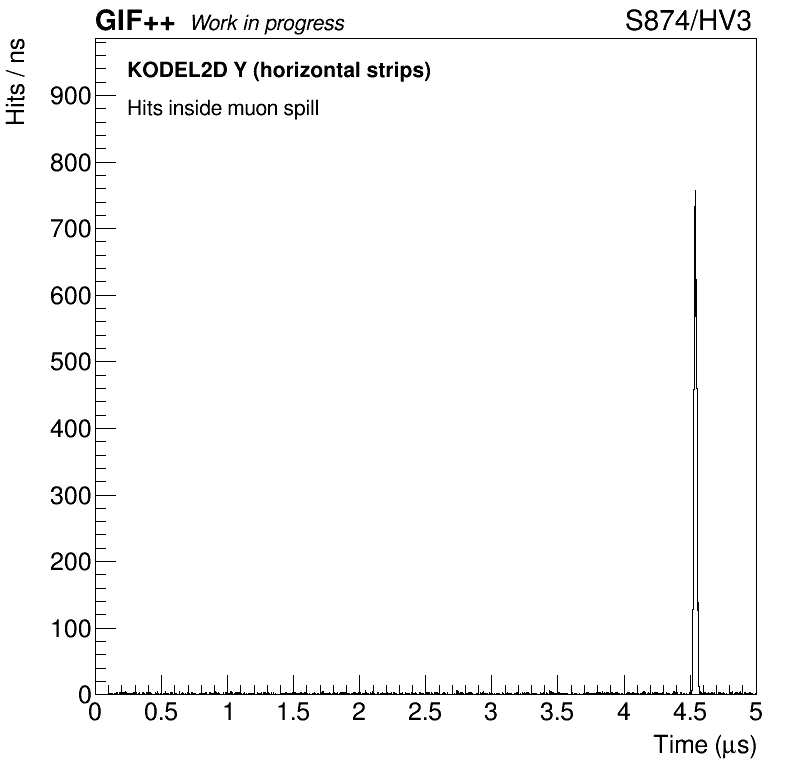 GIF++ Work in progress S874/HV3
Hits / ns
KODEL2D Y (horizontal strips)
Hits inside muon spill
900
800
700
600
500
400
300
200
100
0
0 0.5 1 1.5 2 2.5 3 3.5 4 4.5 5
Time (μs)